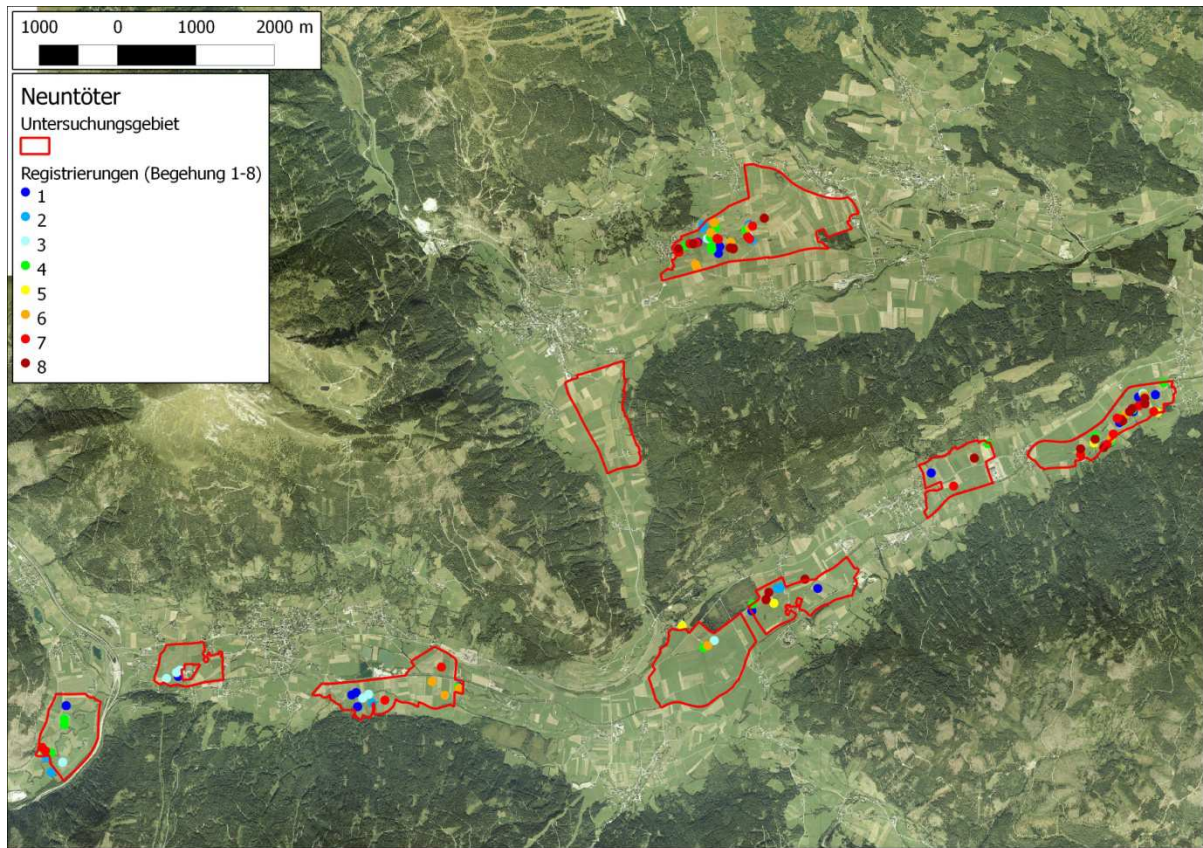 1000 0 1000 2000 m
Neuntöter
Untersuchungsgebiet
Registrierungen (Begehung 1-8)
1
2
3
4
5
6
7
8